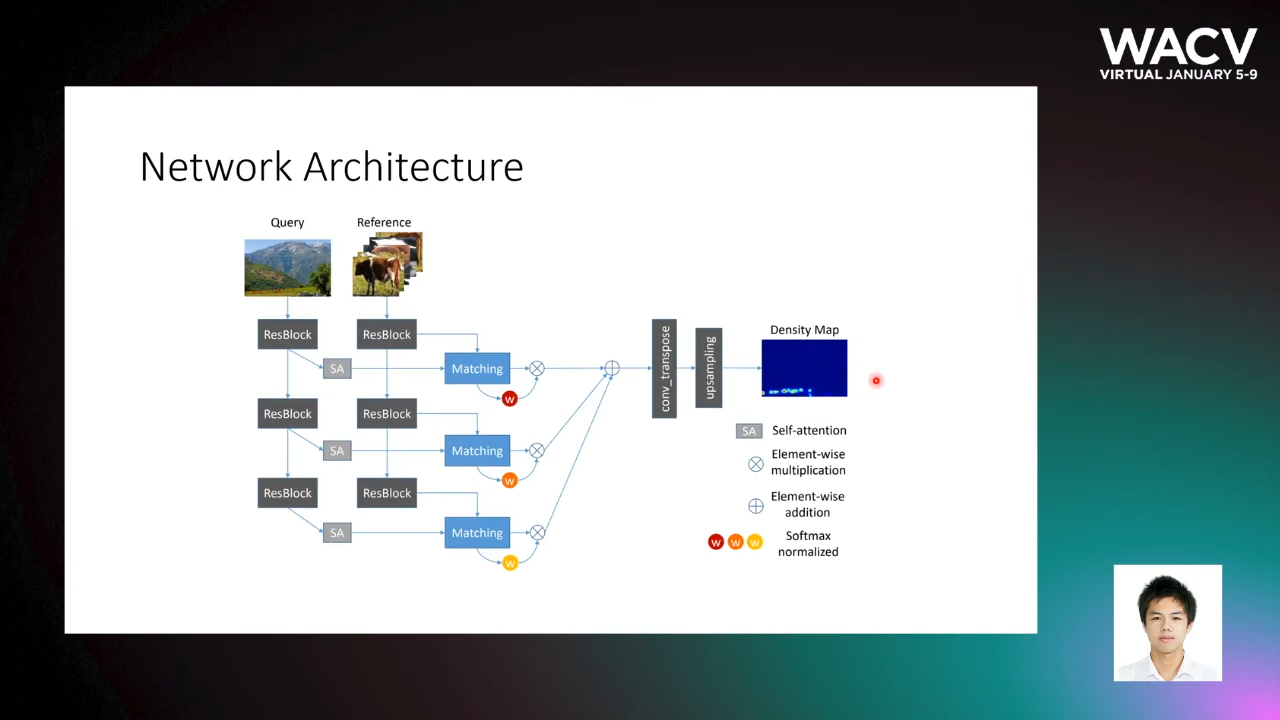 WACV
VIRTUAL JANUARY 5-9
Network Architecture
Query
Reference
ResBlock
ResBlock
SA
Matching
w
ResBlock
ResBlock
SA
Matching
w
ResBlock
ResBlock
SA
Matching
w
conv_transpose
upsampling
Density Map
SA
Self-attention
Element-wise
multiplication
Element-wise
addition
w w w
Softmax
normalized